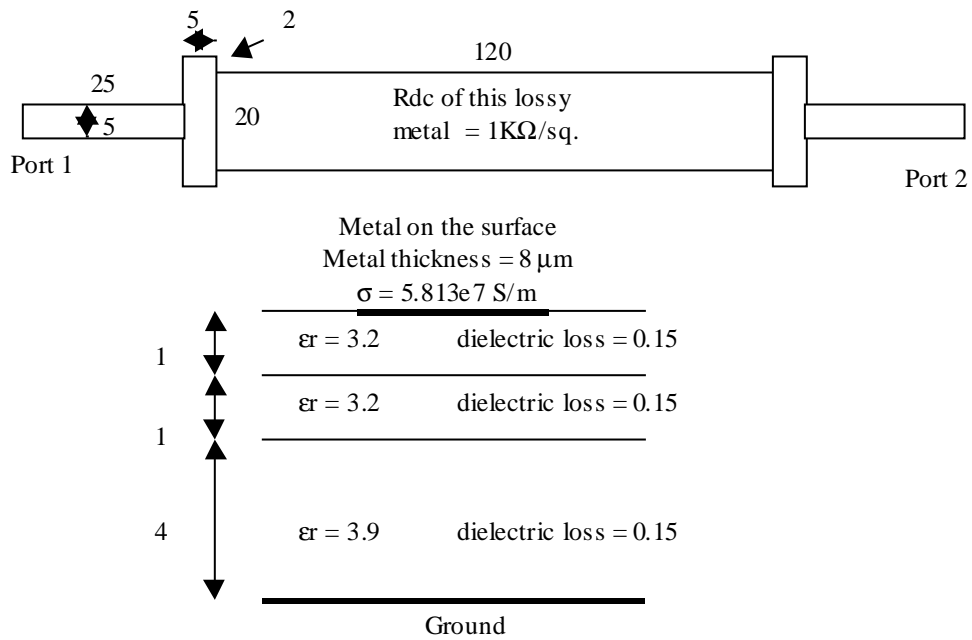 5
2
120
25
Rdc of this lossy
20
metal = 1KΩ/sq.
5
Port 1
Port 2
Metal on the surface
Metal thickness = 8 μm
σ = 5.813e7 S/m
εr = 3.2 dielectric loss = 0.15
1
εr = 3.2 dielectric loss = 0.15
1
4
εr = 3.9 dielectric loss = 0.15
Ground